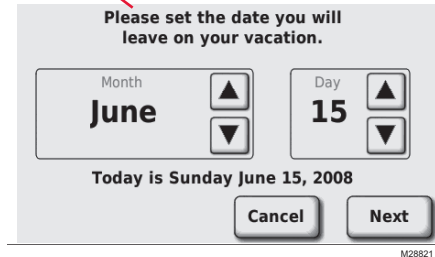 Please set the date you will
leave on your vacation.
Month
June
Day
15
Today is Sunday June 15, 2008
Cancel
Next
M28821